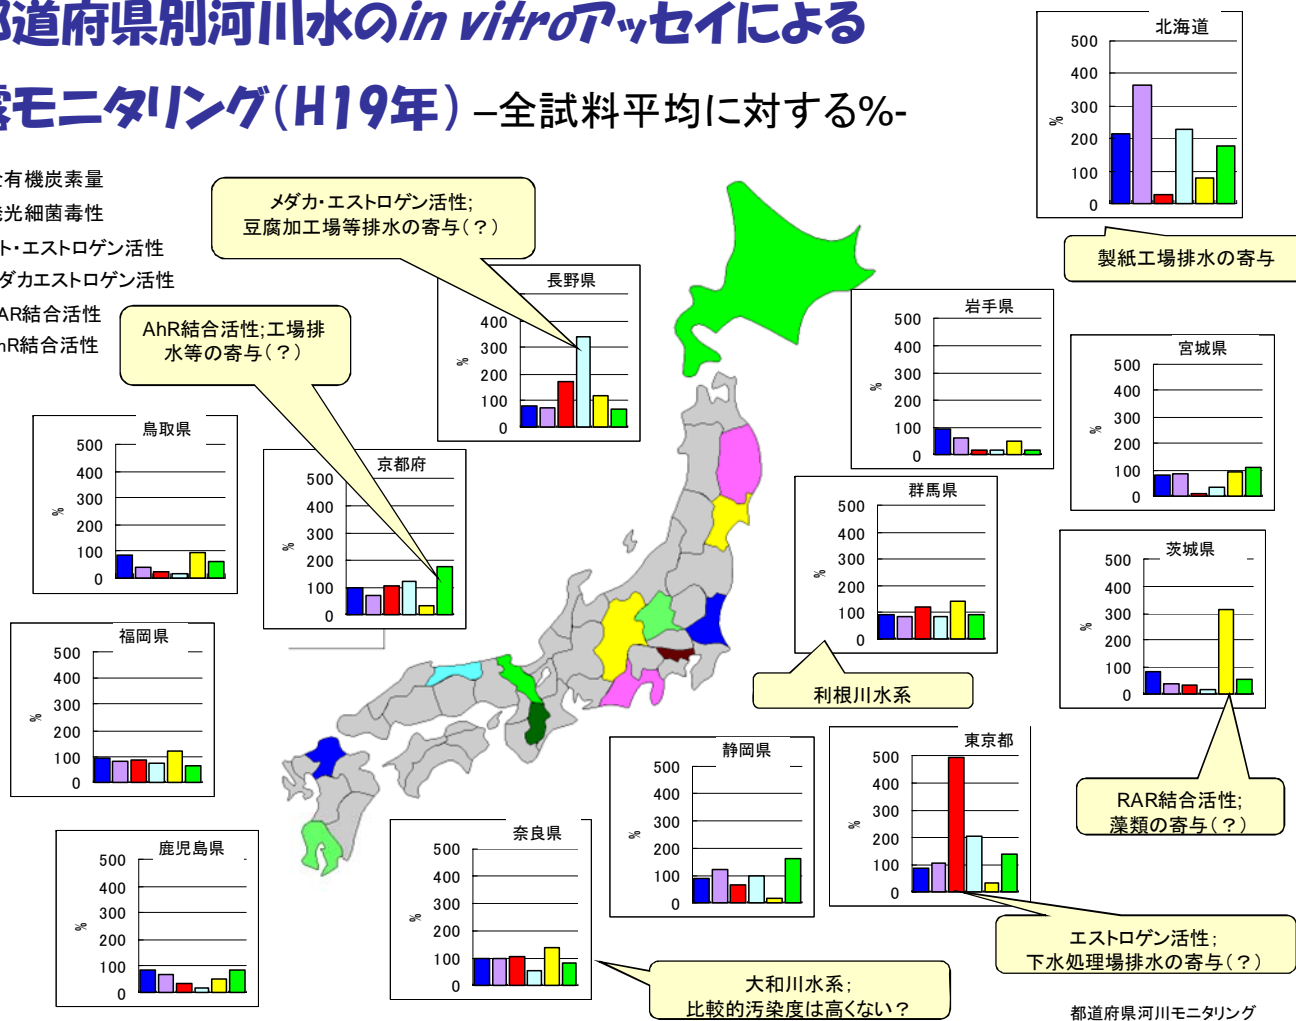 都道府県別河川水のin vitroアッセイによる
モニタリング(H19年) –全試料平均に対する%-
有機炭素量
光細菌毒性
ト・エストロゲン活性
ダカエストロゲン活性
AR結合活性
hR結合活性
メダカ・エストロゲン活性;
豆腐加工場等排水の寄与(?)
AhR結合活性;工場排
水等の寄与(?)
北海道
500
400
300
200
100
0
%
製紙工場排水の寄与
長野県
400
300
200
100
0
%
岩手県
500
400
300
200
100
0
%
宮城県
500
400
300
200
100
0
%
鳥取県
500
400
300
200
100
0
%
京都府
500
400
300
200
100
0
%
群馬県
500
400
300
200
100
0
%
利根川水系
茨城県
500
400
300
200
100
0
%
RAR結合活性;
藻類の寄与(?)
福岡県
500
400
300
200
100
0
%
静岡県
500
400
300
200
100
0
%
東京都
500
400
300
200
100
0
%
エストロゲン活性;
下水処理場排水の寄与(?)
鹿児島県
500
400
300
200
100
0
%
奈良県
500
400
300
200
100
0
%
大和川水系;
比較的汚染度は高くない?
都道府県河川モニタリング